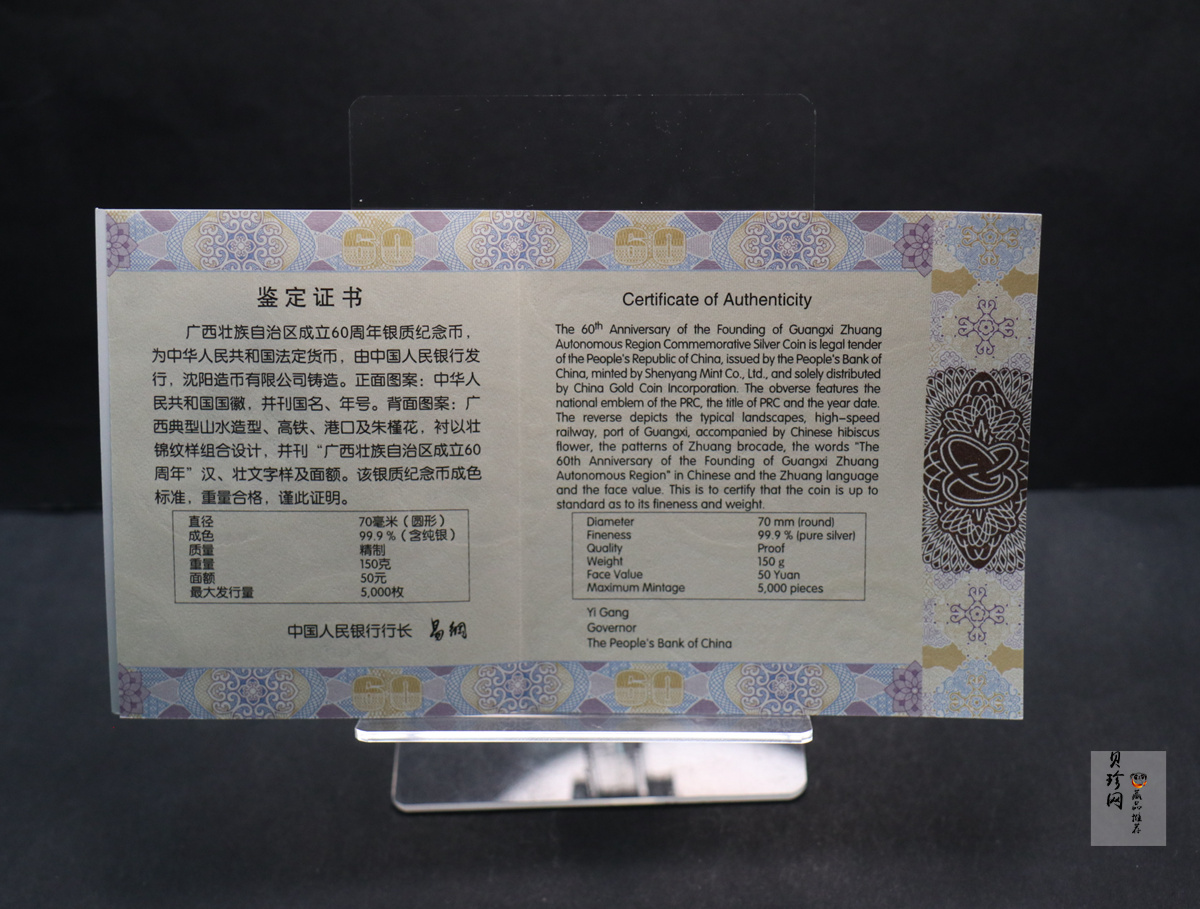 60
60
鉴定证书
广西壮族自治区成立60周年银质纪念币，
为中华人民共和国法定货币，由中国人民银行发
行，沈阳造币有限公司铸造。正面图案：中华人
民共和国国徽，并刊国名、年号。背面图案：广
西典型山水造型、高铁、港口及朱槿花，衬以壮
锦纹样组合设计，并刊“广西壮族自治区成立60
周年”汉、壮文字样及面额。该银质纪念币成色
标准，重量合格，谨此证明。
直径 70毫米（圆形）
成色 99.9％（含纯银）
质量 精制
重量 150克
面额 50元
最大发行量 5,000枚
中国人民银行行长 易纲
Certificate of Authenticity
The 60th Anniversary of the Founding of Guangxi Zhuang
Autonomous Region Commemorative Silver Coin is legal tender
of the People's Republic of China, issued by the People's Bank of
China, minted by Shenyang Mint Co., Ltd., and solely distributed
by China Gold Coin Incorporation. The obverse features the
national emblem of the PRC, the title of PRC and the year date.
The reverse depicts the typical landscapes, high-speed
railway, port of Guangxi, accompanied by Chinese hibiscus
flower, the patterns of Zhuang brocade, the words "The
60th Anniversary of the Founding of Guangxi Zhuang
Autonomous Region" in Chinese and the Zhuang language
and the face value. This is to certify that the coin is up to
standard as to its fineness and weight.
Diameter 70 mm (round)
Fineness 99.9 % (pure silver)
Quality Proof
Weight 150 g
Face Value 50 Yuan
Maximum Mintage 5,000 pieces
Yi Gang
Governor
The People's Bank of China
60
60
贝珍网
藏品推荐